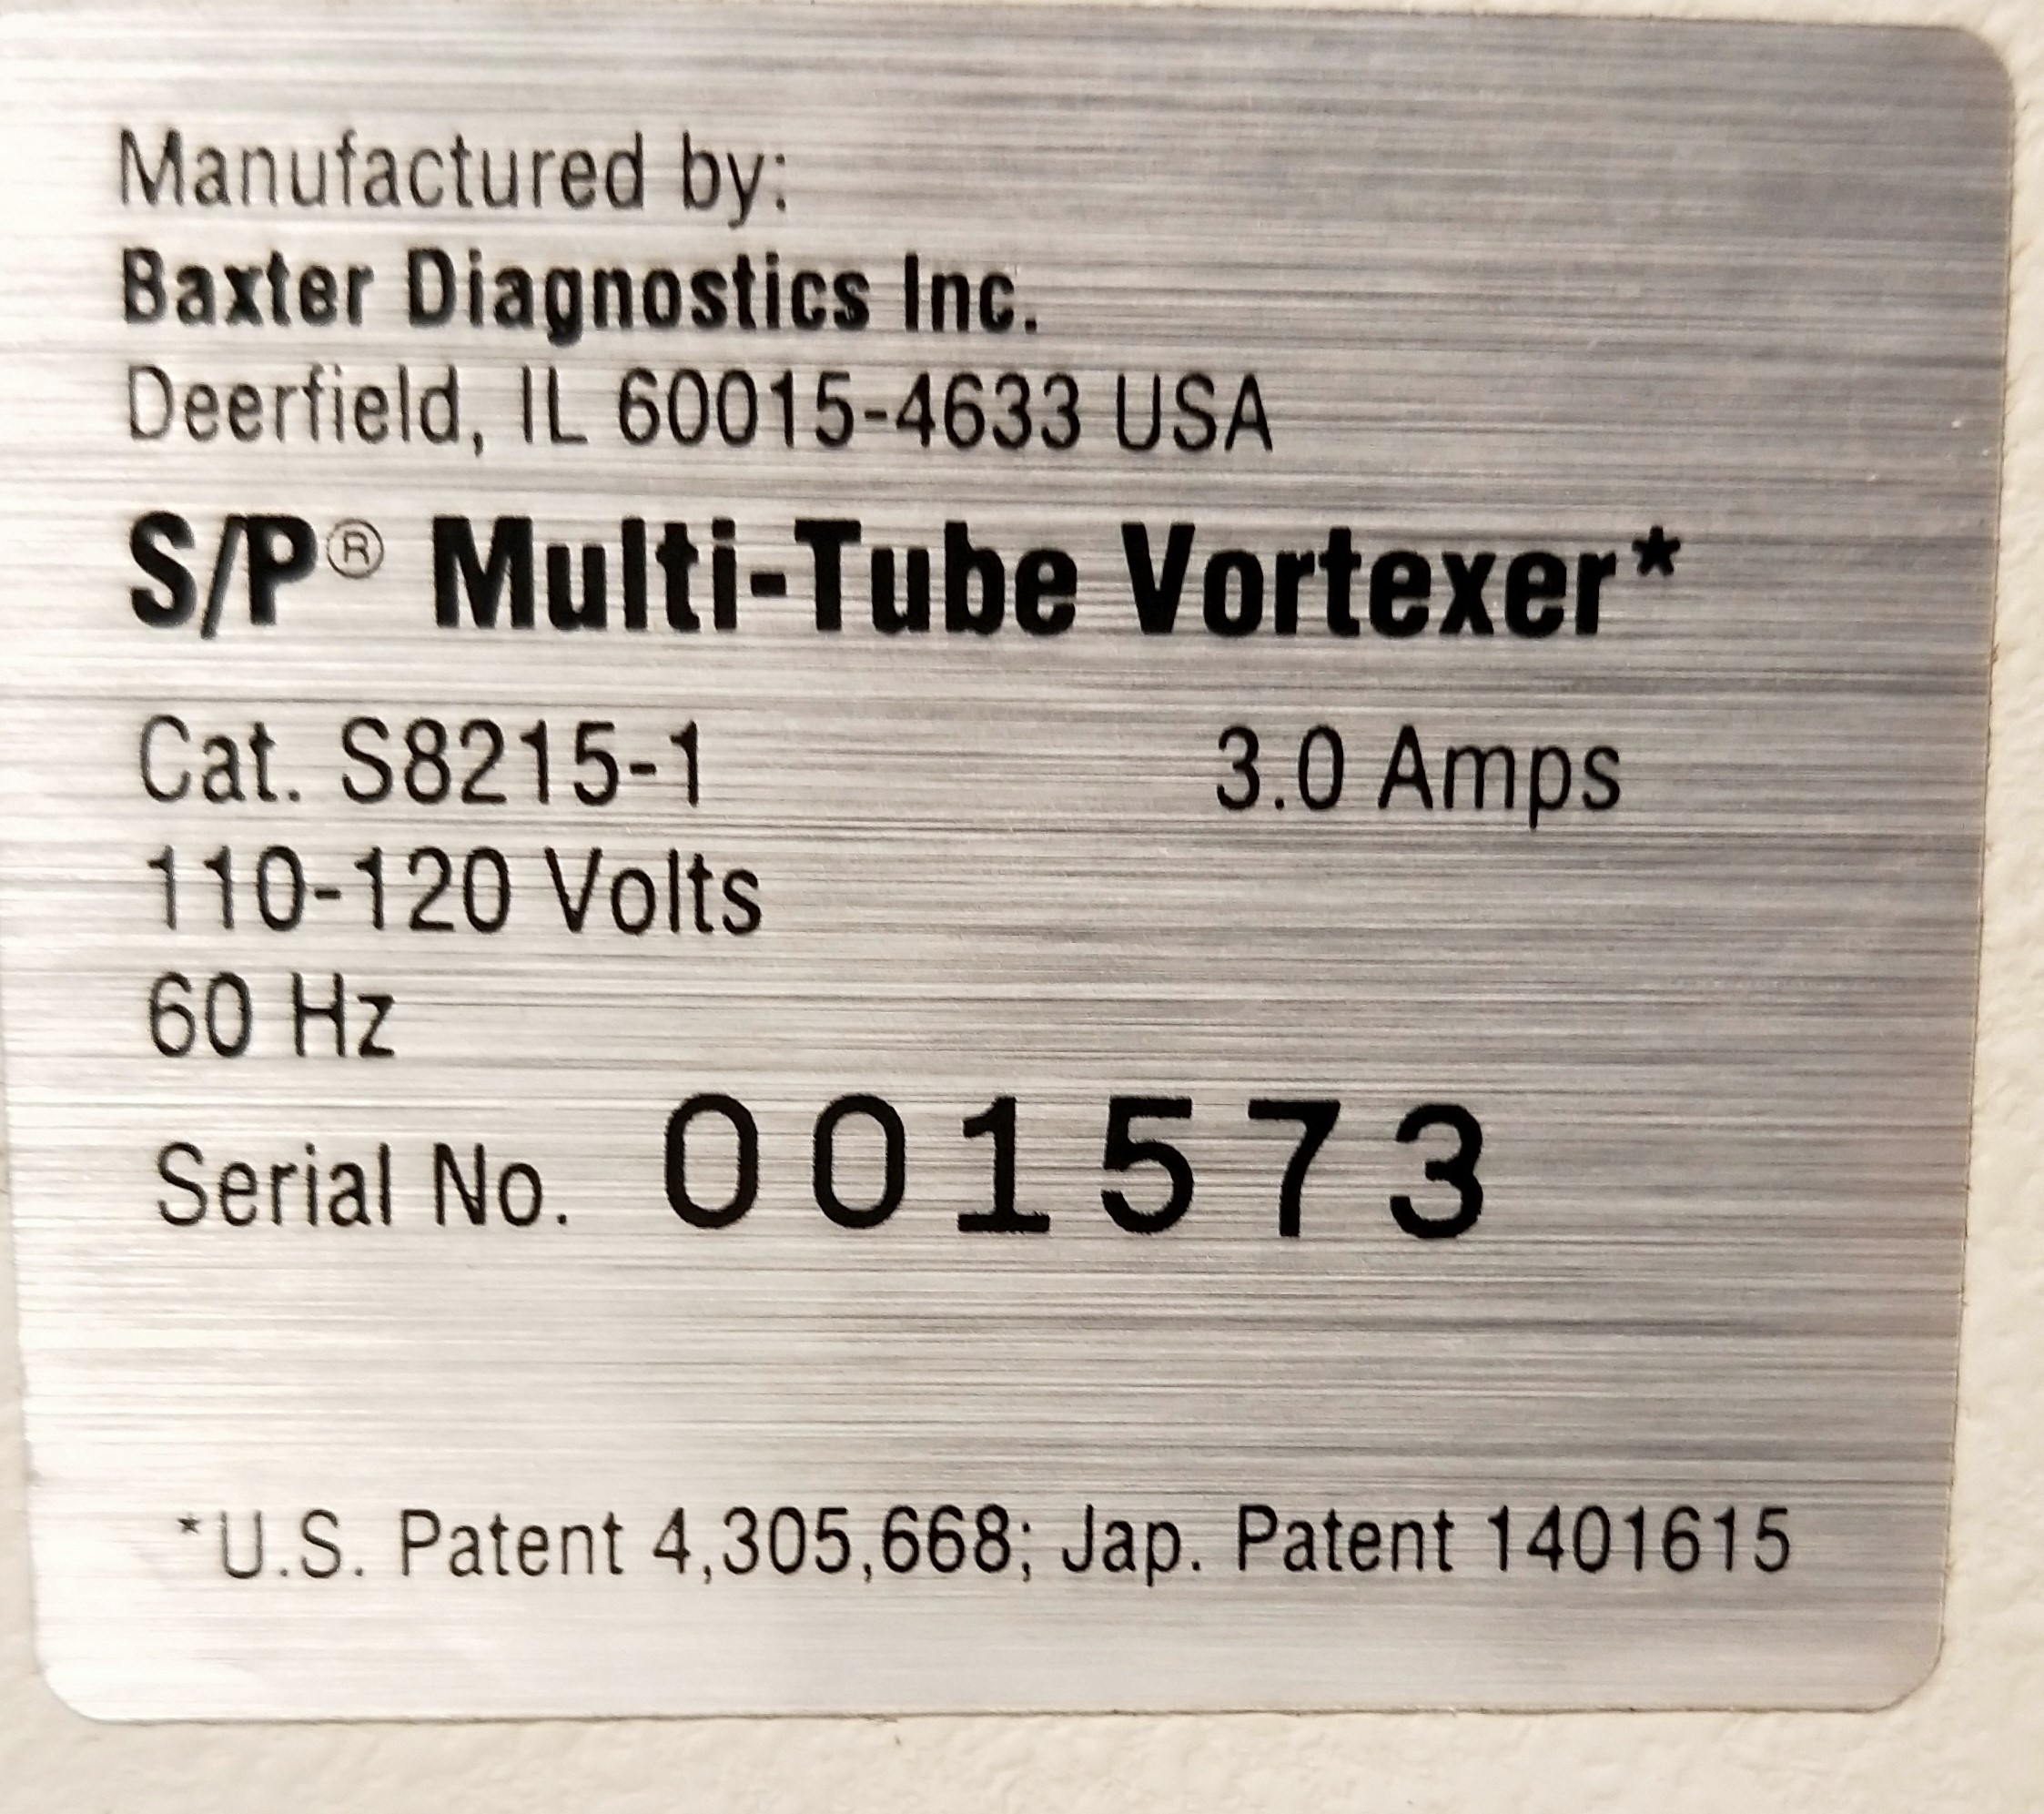 Manufactured by:
Baxter Diagnostics Inc.
Deerfield, IL 60015-4633 USA
S/P® Multi-Tube Vortexer*
Cat. S8215-1 3.0 Amps
110-120 Volts
60 Hz
Serial No. 001573
*U.S. Patent 4,305,668; Jap. Patent 1401615